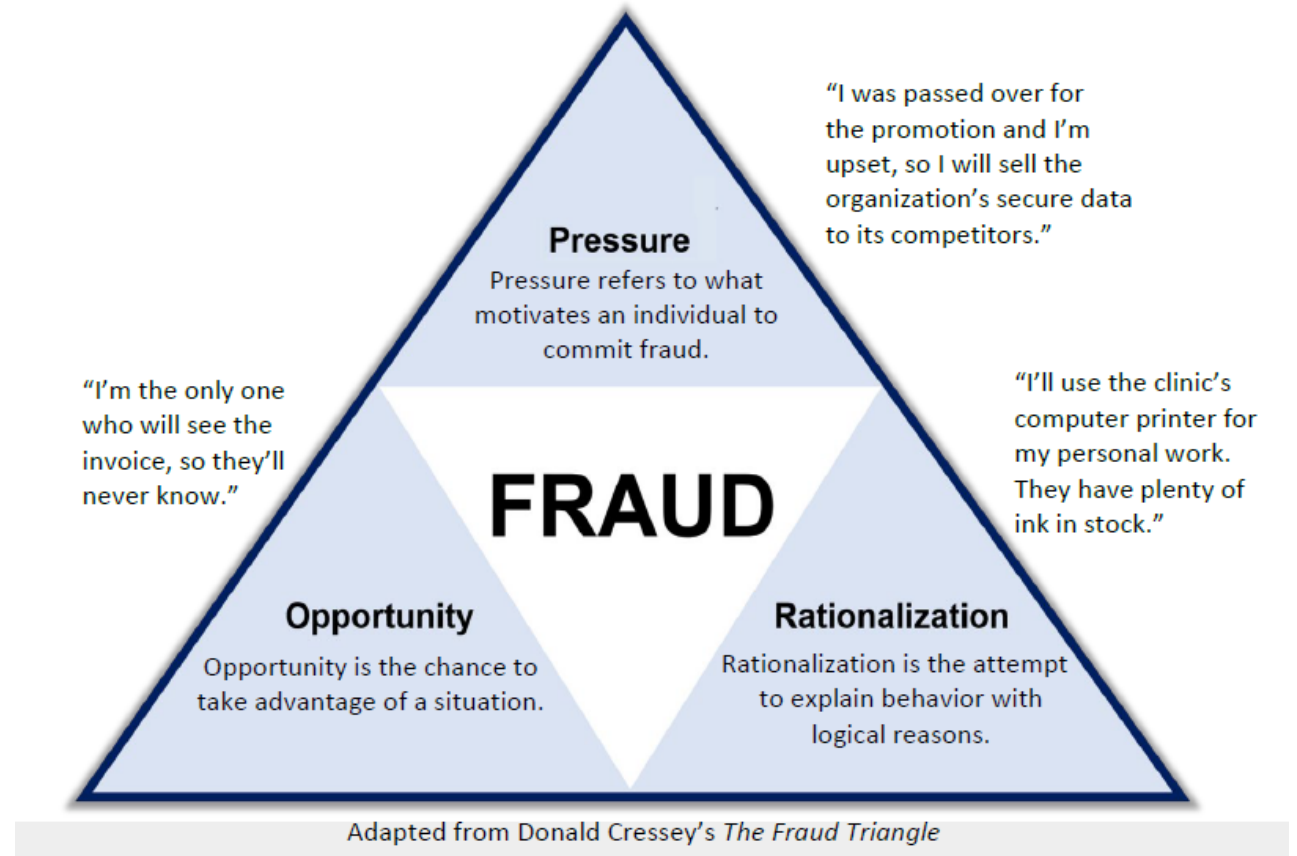 “I was passed over for
the promotion and I’m
upset, so I will sell the
organization’s secure data
to its competitors.”
Pressure
Pressure refers to what
motivates an individual to
commit fraud.
“I’m the only one
who will see the
invoice, so they’ll
never know.”
“I’ll use the clinic’s
computer printer for
my personal work.
They have plenty of
ink in stock.”
FRAUD
Opportunity
Opportunity is the chance to
take advantage of a situation.
Rationalization
Rationalization is the attempt
to explain behavior with
logical reasons.
Adapted from Donald Cressey’s The Fraud Triangle